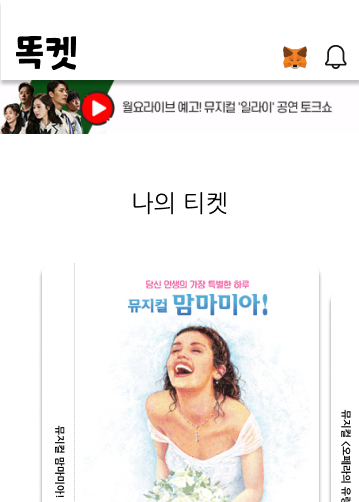 똑켓
월요라이브 예고! 뮤지컬 '일라이' 공연 토크쇼
나의 티켓
당신 인생의 가장 특별한 하루
뮤지컬 맘마미아!
뮤지컬 맘마미아!
뮤지컬 <오페라의 유령